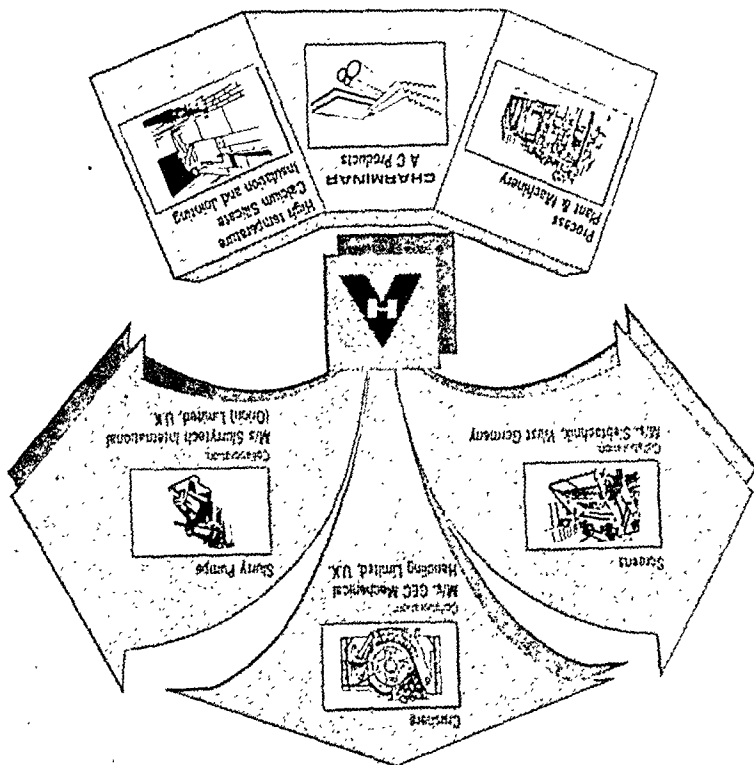 Crushers
Collaboration:
M/s. GEC Mechanical
Handling Limited, U.K.
Screens
Collaboration:
M/s. Siebtechnik, West Germany
Slurry Pumps
Collaboration:
M/s Slurrytech International
(Orion) Limited, U.K.
H
Process
Plant & Machinery
CHARMINAR
A C Products
High temperature
Calcium Silicate
Insulation and Jointing